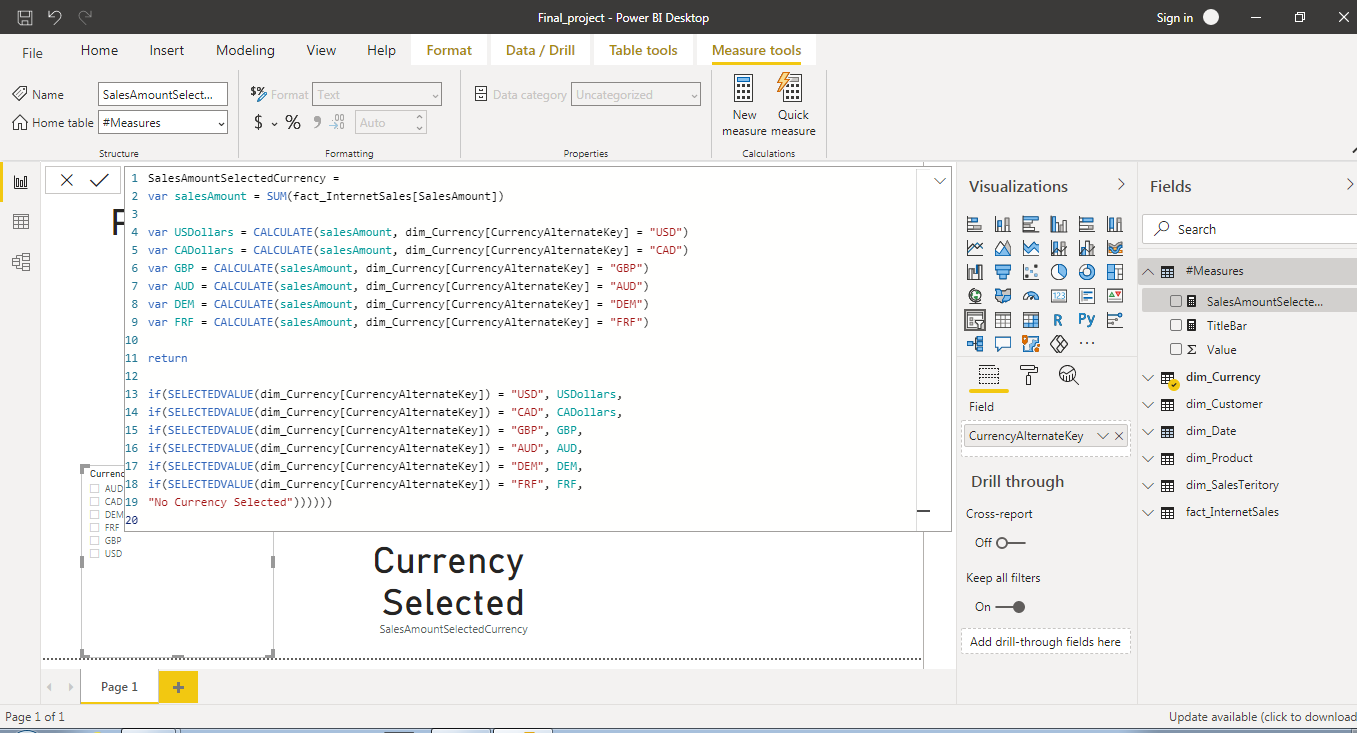 Final_project - Power BI Desktop
Sign in
File Home Insert Modeling View Help Format Data / Drill Table tools Measure tools
Name SalesAmountSelect...
Home table #Measures
Structure
$% Format Text
$ % 9 .00 Auto
Formatting
Data category Uncategorized
Properties
New measure
Quick measure
Calculations
1 SalesAmountSelectedCurrency =
2 var salesAmount = SUM(fact_InternetSales[SalesAmount])
3
4 var USDollars = CALCULATE(salesAmount, dim_Currency[CurrencyAlternateKey] = "USD")
5 var CADollars = CALCULATE(salesAmount, dim_Currency[CurrencyAlternateKey] = "CAD")
6 var GBP = CALCULATE(salesAmount, dim_Currency[CurrencyAlternateKey] = "GBP")
7 var AUD = CALCULATE(salesAmount, dim_Currency[CurrencyAlternateKey] = "AUD")
8 var DEM = CALCULATE(salesAmount, dim_Currency[CurrencyAlternateKey] = "DEM")
9 var FRF = CALCULATE(salesAmount, dim_Currency[CurrencyAlternateKey] = "FRF")
10
11 return
12
13 if(SELECTEDVALUE(dim_Currency[CurrencyAlternateKey]) = "USD", USDollars,
14 if(SELECTEDVALUE(dim_Currency[CurrencyAlternateKey]) = "CAD", CADollars,
15 if(SELECTEDVALUE(dim_Currency[CurrencyAlternateKey]) = "GBP", GBP,
16 if(SELECTEDVALUE(dim_Currency[CurrencyAlternateKey]) = "AUD", AUD,
17 if(SELECTEDVALUE(dim_Currency[CurrencyAlternateKey]) = "DEM", DEM,
18 if(SELECTEDVALUE(dim_Currency[CurrencyAlternateKey]) = "FRF", FRF,
19 "No Currency Selected"))))))
20
Currenc
AUD
CAD
DEM
FRF
GBP
USD
Currency
Selected
SalesAmountSelectedCurrency
Page 1
Page 1 of 1
Visualizations
123
R Py
...
Field
CurrencyAlternateKey
Drill through
Cross-report
Off
Keep all filters
On
Add drill-through fields here
Fields
Search
#Measures
SalesAmountSelecte...
TitleBar
Σ Value
dim_Currency
dim_Customer
dim_Date
dim_Product
dim_SalesTeritory
fact_InternetSales
Update available (click to download